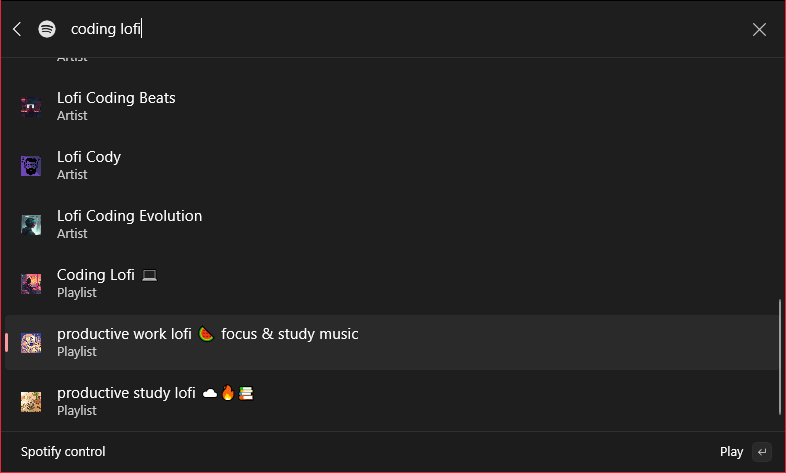 coding lofi
Artist
Lofi Coding Beats
Artist
Lofi Cody
Artist
Lofi Coding Evolution
Artist
Coding Lofi 💻
Playlist
productive work lofi 🍉 focus & study music
Playlist
productive study lofi ☁️🔥📚
Playlist
Spotify control
Play ↵